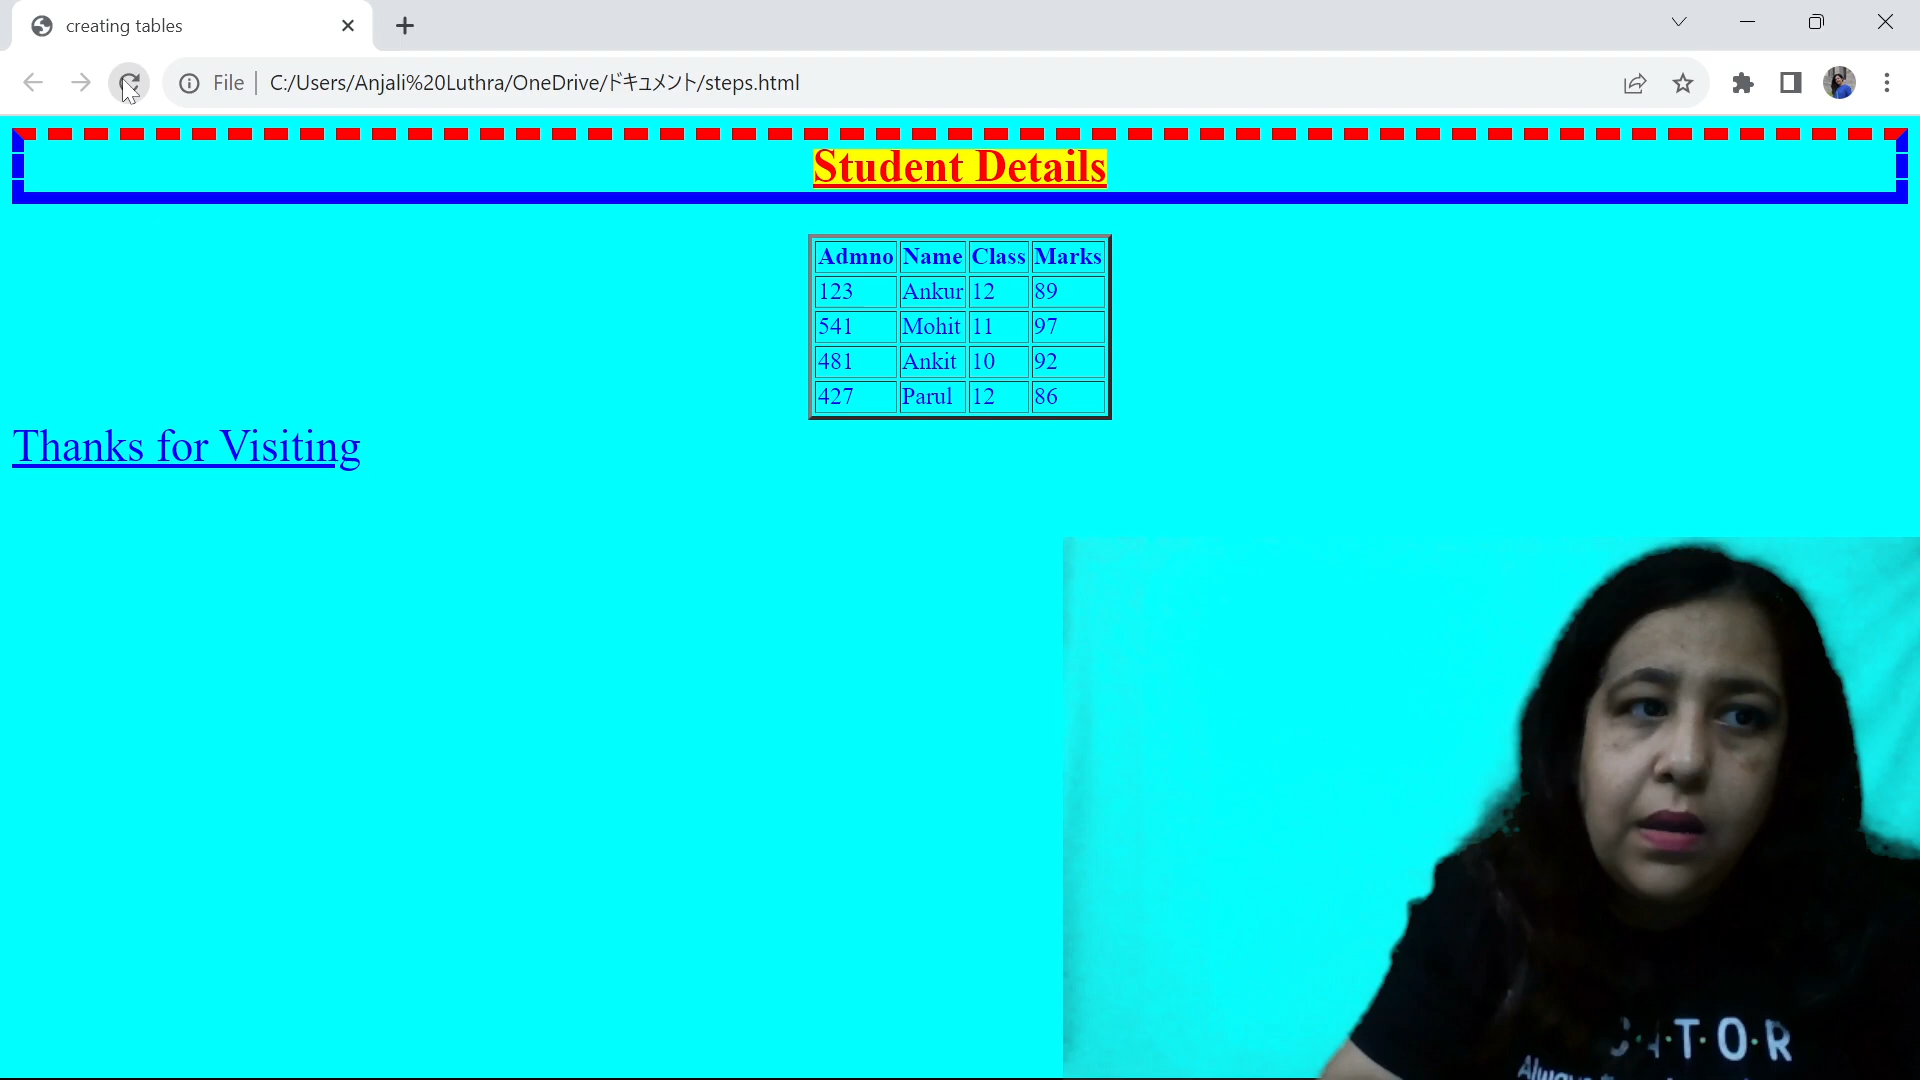 creating tables
File C:/Users/Anjali%20Luthra/OneDrive/ドキュメント/steps.html
Student Details
Admno Name Class Marks
123 Ankur 12 89
541 Mohit 11 97
481 Ankit 10 92
427 Parul 12 86
Thanks for Visiting
T·O·R